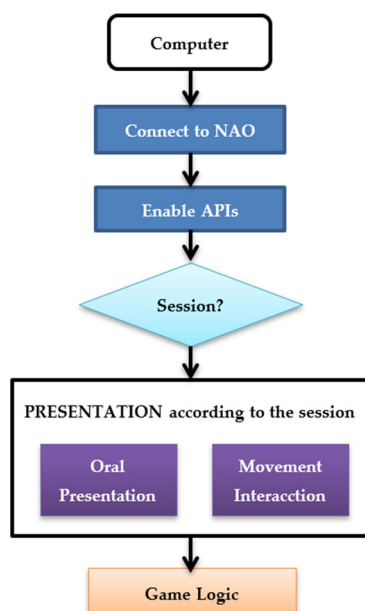 Computer
Connect to NAO
Enable APIs
Session?
PRESENTATION according to the session
Oral
Presentation
Movement
Interacction
Game Logic